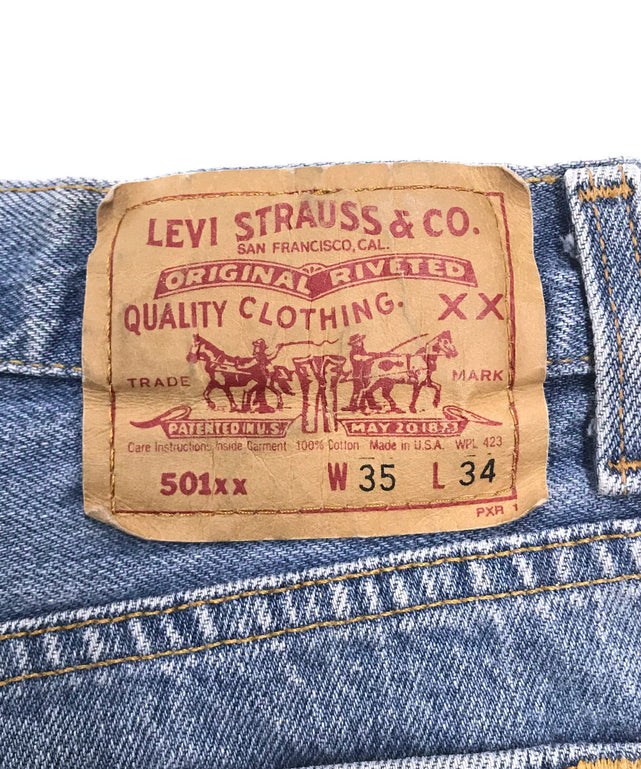 LEVI STRAUSS & CO.
SAN FRANCISCO, CAL.
ORIGINAL RIVETED
QUALITY CLOTHING. XX
TRADE MARK
PATENTED IN U.S. MAY 20 1873
Care Instructions Inside Garment 100% Cotton Made in U.S.A. WPL 423
501xx W 35 L 34
PXR 1